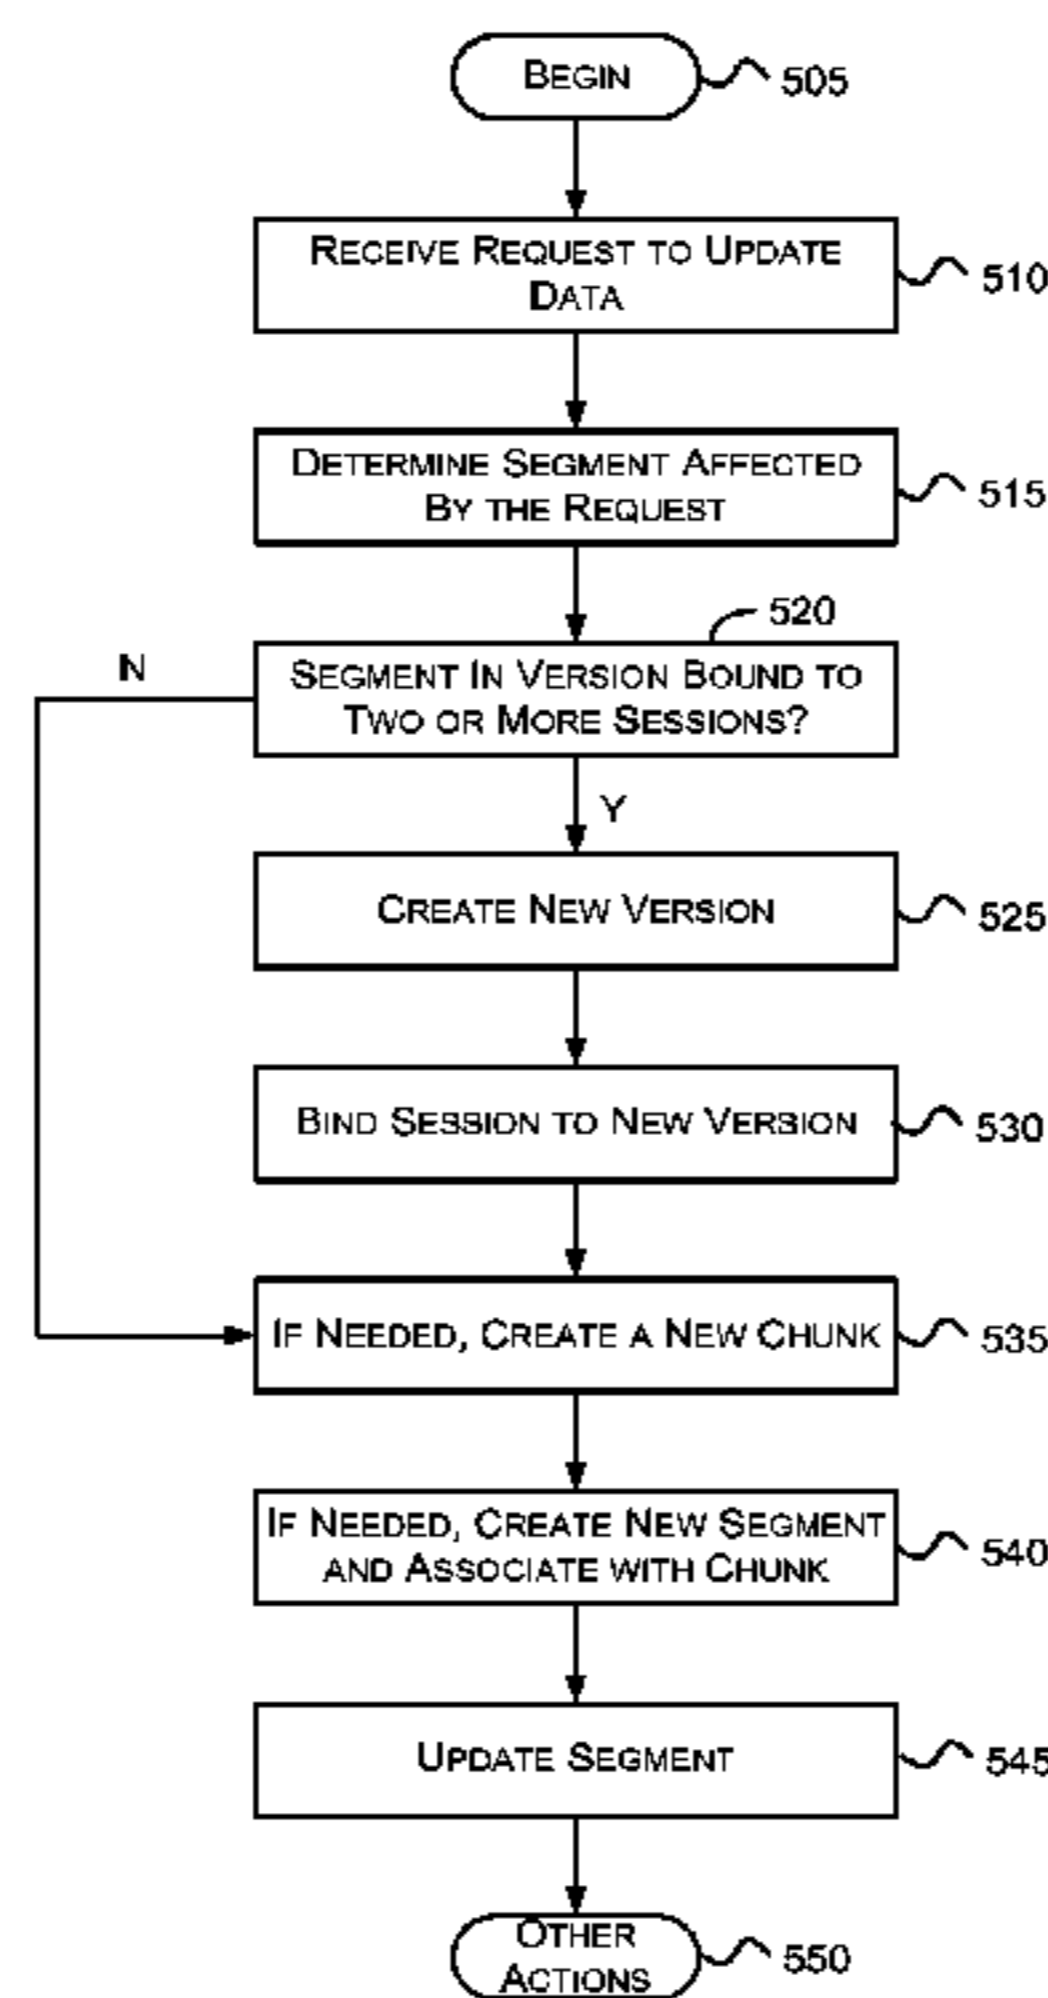 BEGIN
505
RECEIVE REQUEST TO UPDATE
DATA
510
DETERMINE SEGMENT AFFECTED
BY THE REQUEST
515
520
N
SEGMENT IN VERSION BOUND TO
TWO OR MORE SESSIONS?
Y
CREATE NEW VERSION
525
BIND SESSION TO NEW VERSION
530
IF NEEDED, CREATE A NEW CHUNK
535
IF NEEDED, CREATE NEW SEGMENT
AND ASSOCIATE WITH CHUNK
540
UPDATE SEGMENT
545
OTHER
ACTIONS
550